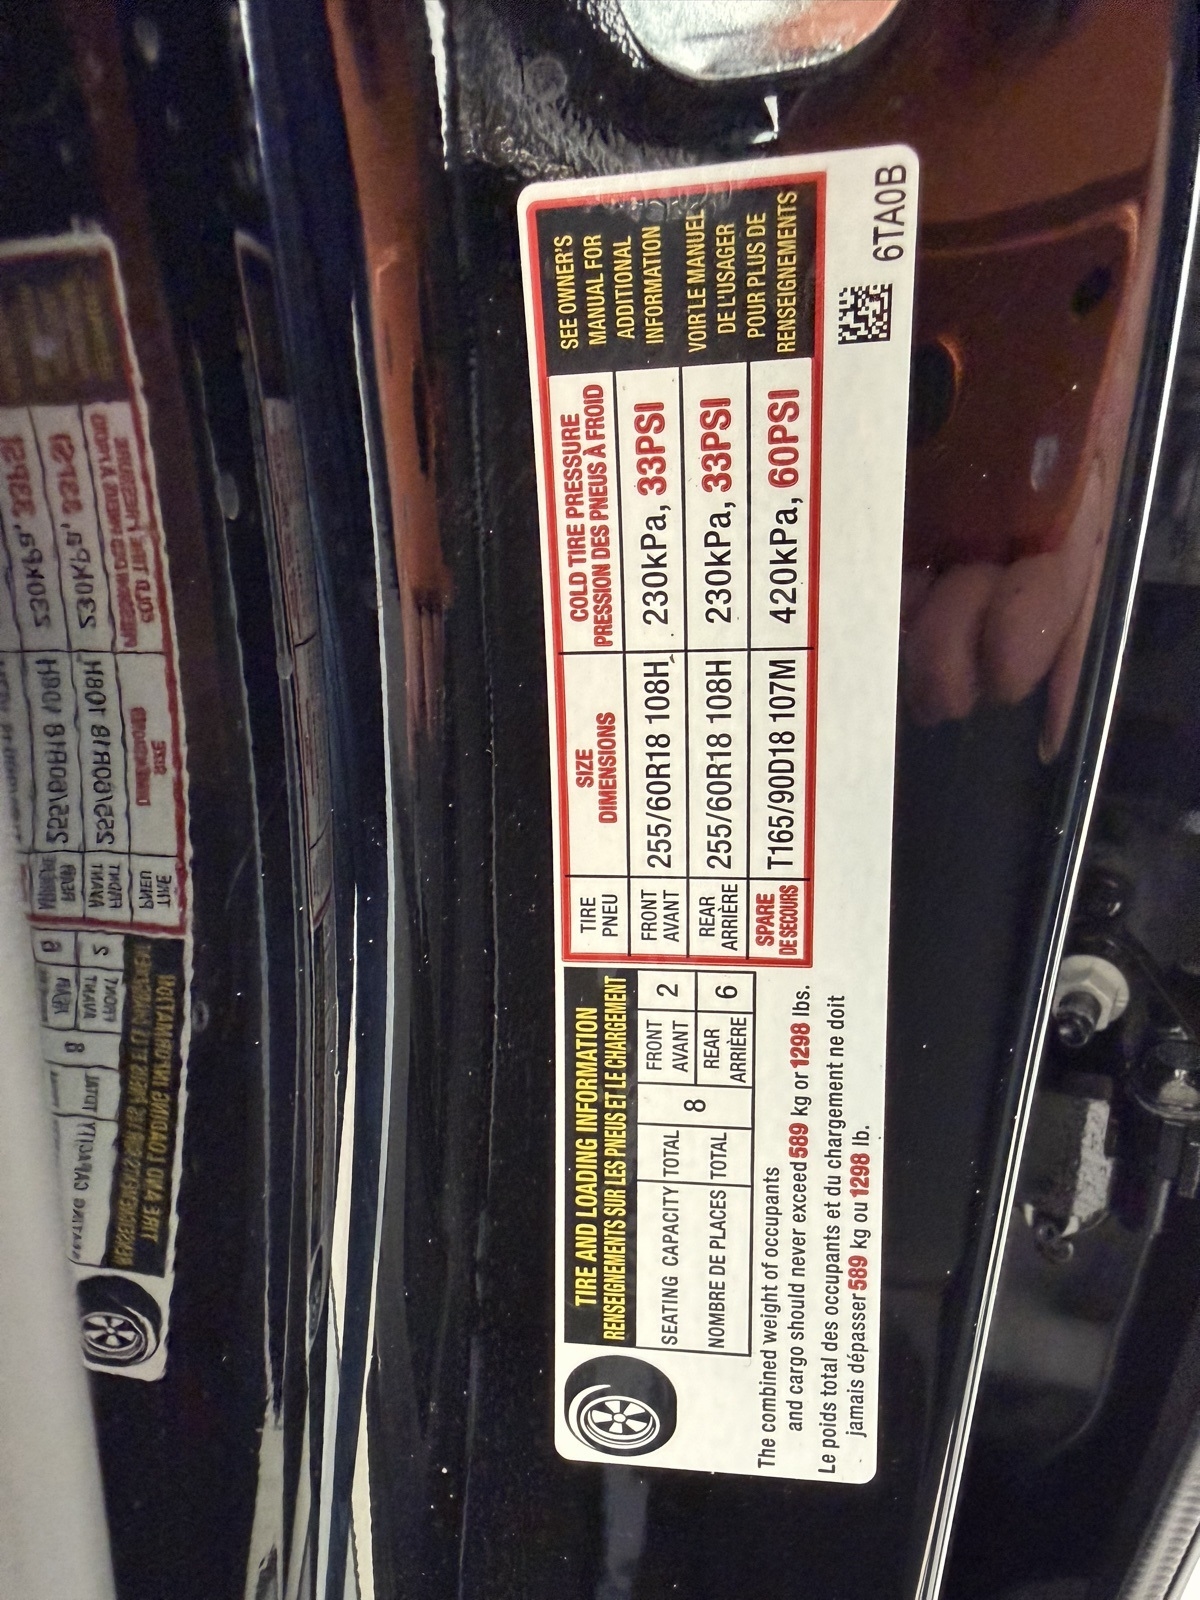 TIRE AND LOADING INFORMATION
RENSEIGNEMENTS SUR LES PNEUS ET LE CHARGEMENT
SEATING CAPACITY TOTAL 8 FRONT 2
NOMBRE DE PLACES TOTAL AVANT
REAR 6
ARRIÈRE
The combined weight of occupants
and cargo should never exceed 589 kg or 1298 lbs.
Le poids total des occupants et du chargement ne doit
jamais dépasser 589 kg ou 1298 lb.
TIRE SIZE COLD TIRE PRESSURE
PNEU DIMENSIONS PRESSION DES PNEUS À FROID
FRONT 255/60R18 108H 230kPa, 33PSI
AVANT
REAR 255/60R18 108H 230kPa, 33PSI
ARRIÈRE
SPARE T165/90D18 107M 420kPa, 60PSI
DE SECOURS
SEE OWNER'S
MANUAL FOR
ADDITIONAL
INFORMATION
VOIR LE MANUEL
DE L'USAGER
POUR PLUS DE
RENSEIGNEMENTS
6TA0B